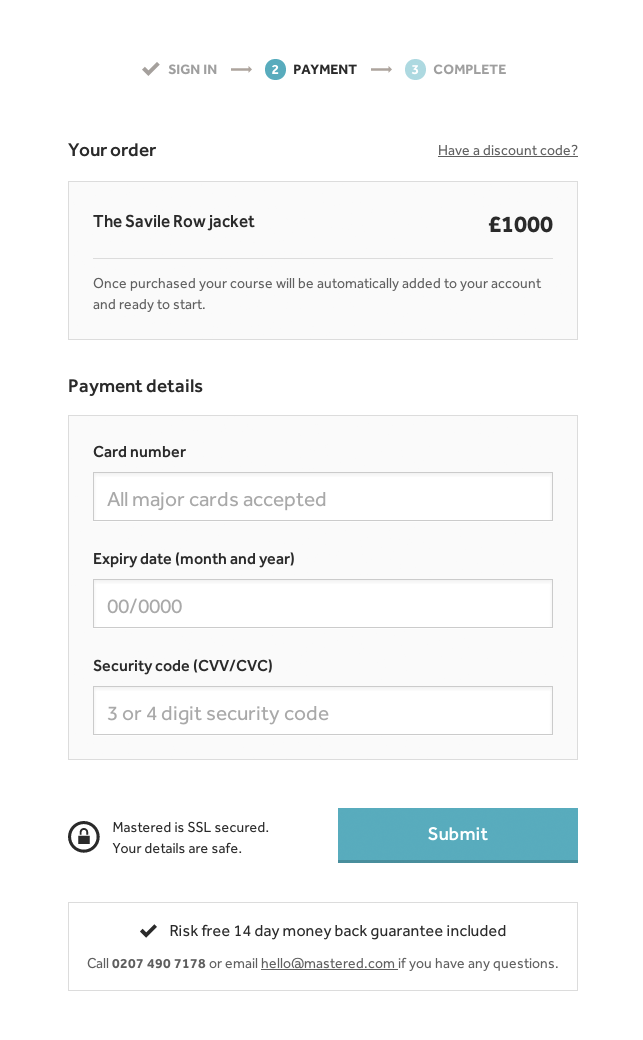 SIGN IN 2 PAYMENT 3 COMPLETE
Your order
Have a discount code?
The Savile Row jacket
£1000
Once purchased your course will be automatically added to your account
and ready to start.
Payment details
Card number
All major cards accepted
Expiry date (month and year)
00/0000
Security code (CVV/CVC)
3 or 4 digit security code
Mastered is SSL secured.
Your details are safe.
Submit
Risk free 14 day money back guarantee included
Call 0207 490 7178 or email hello@mastered.com if you have any questions.